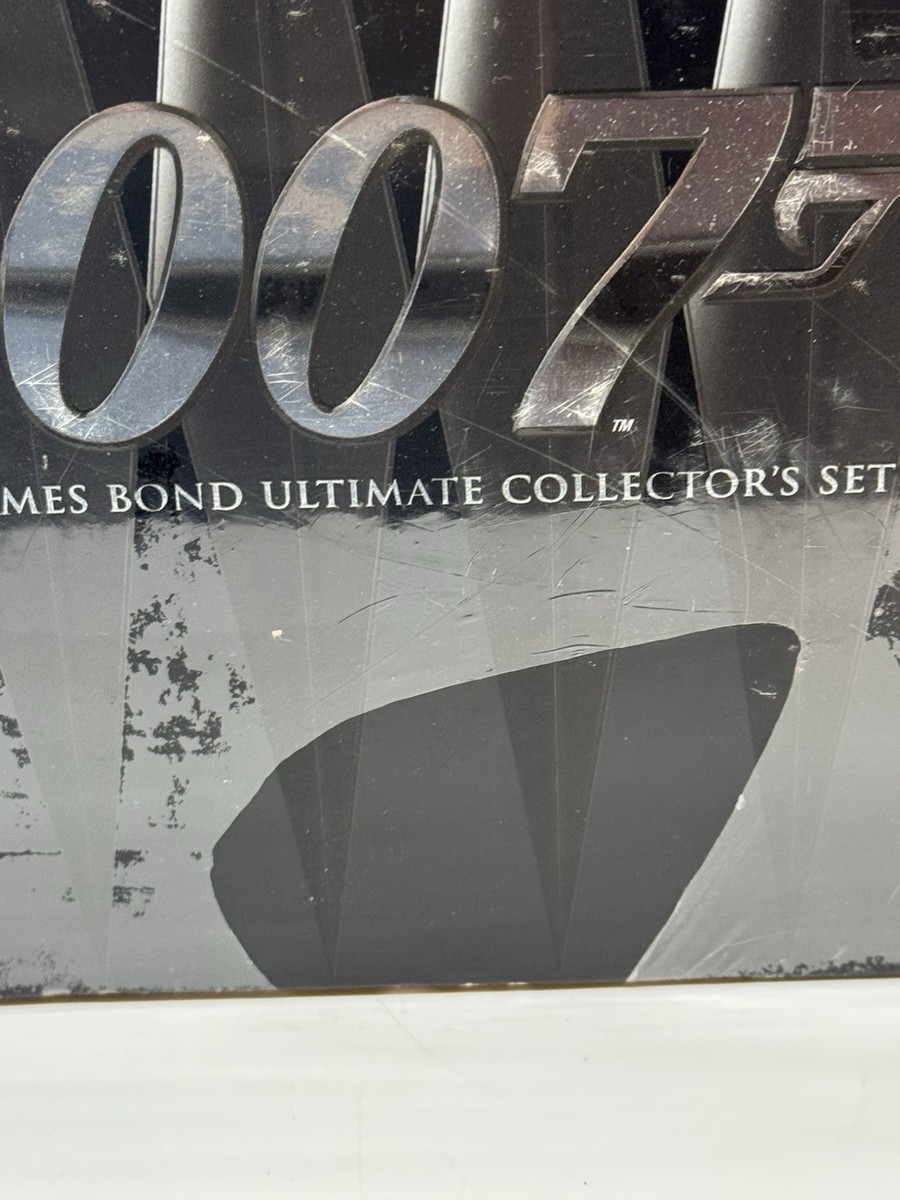 007
TM
MES BOND ULTIMATE COLLECTOR'S SET